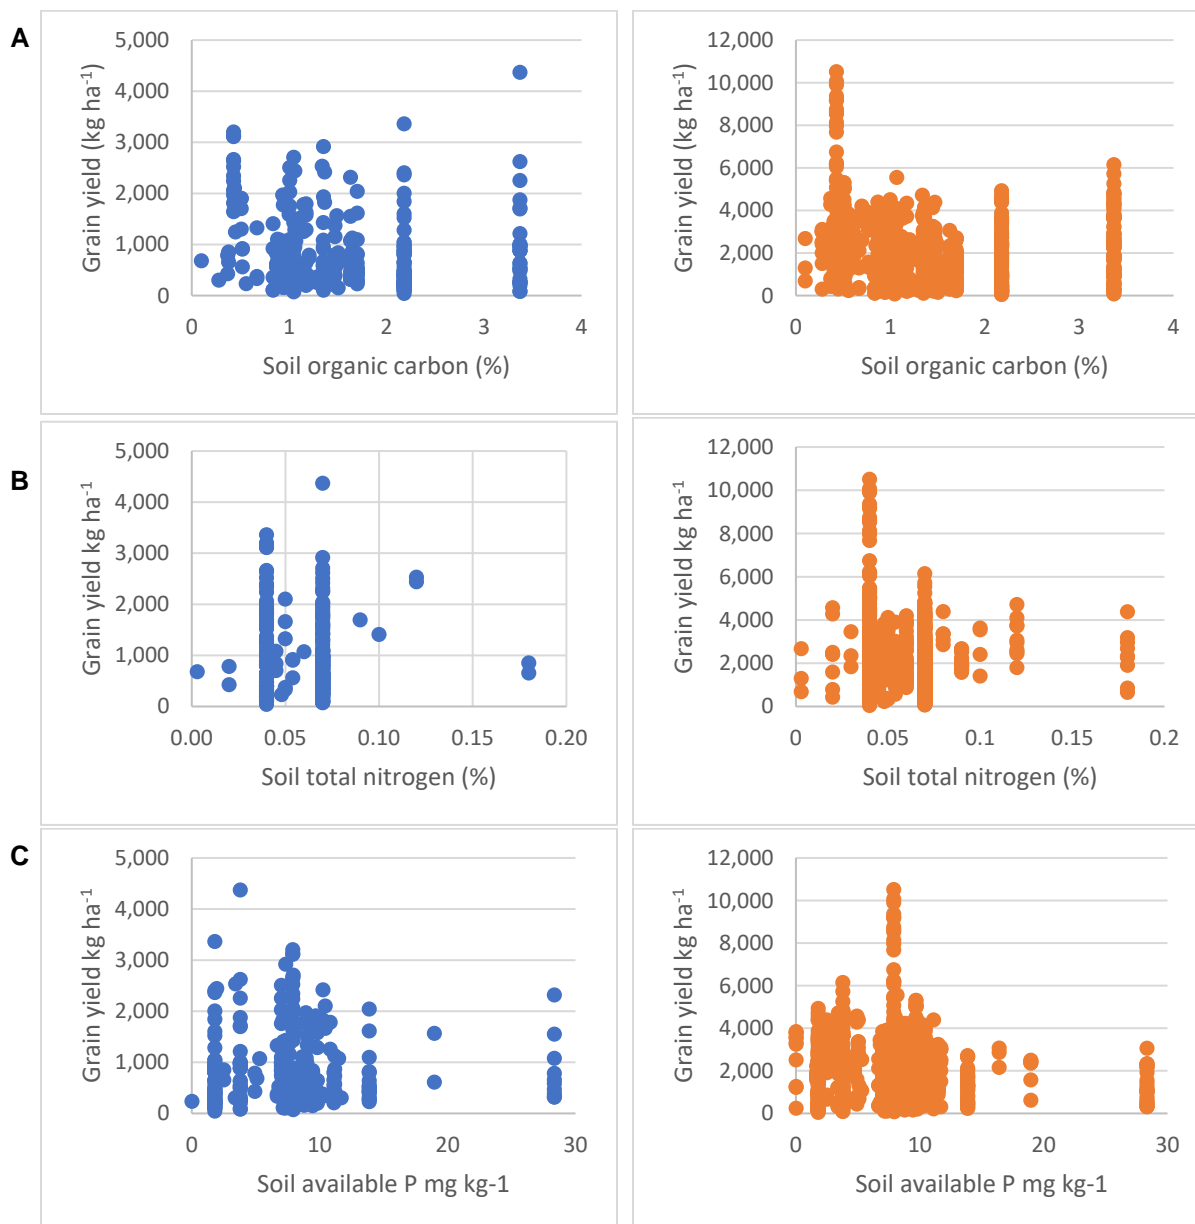 A
5,000
4,000
3,000
2,000
1,000
0
0 1 2 3 4
Grain yield (kg ha⁻¹)
Soil organic carbon (%)
12,000
10,000
8,000
6,000
4,000
2,000
0
0 1 2 3 4
Grain yield (kg ha⁻¹)
Soil organic carbon (%)
B
5,000
4,000
3,000
2,000
1,000
0
0.00 0.05 0.10 0.15 0.20
Grain yield kg ha⁻¹
Soil total nitrogen (%)
12,000
10,000
8,000
6,000
4,000
2,000
0
0 0.05 0.1 0.15 0.2
Grain yield kg ha⁻¹
Soil total nitrogen (%)
C
5,000
4,000
3,000
2,000
1,000
0
0 10 20 30
Grain yield kg ha⁻¹
Soil available P mg kg-1
12,000
10,000
8,000
6,000
4,000
2,000
0
0 10 20 30
Grain yield kg ha⁻¹
Soil available P mg kg-1